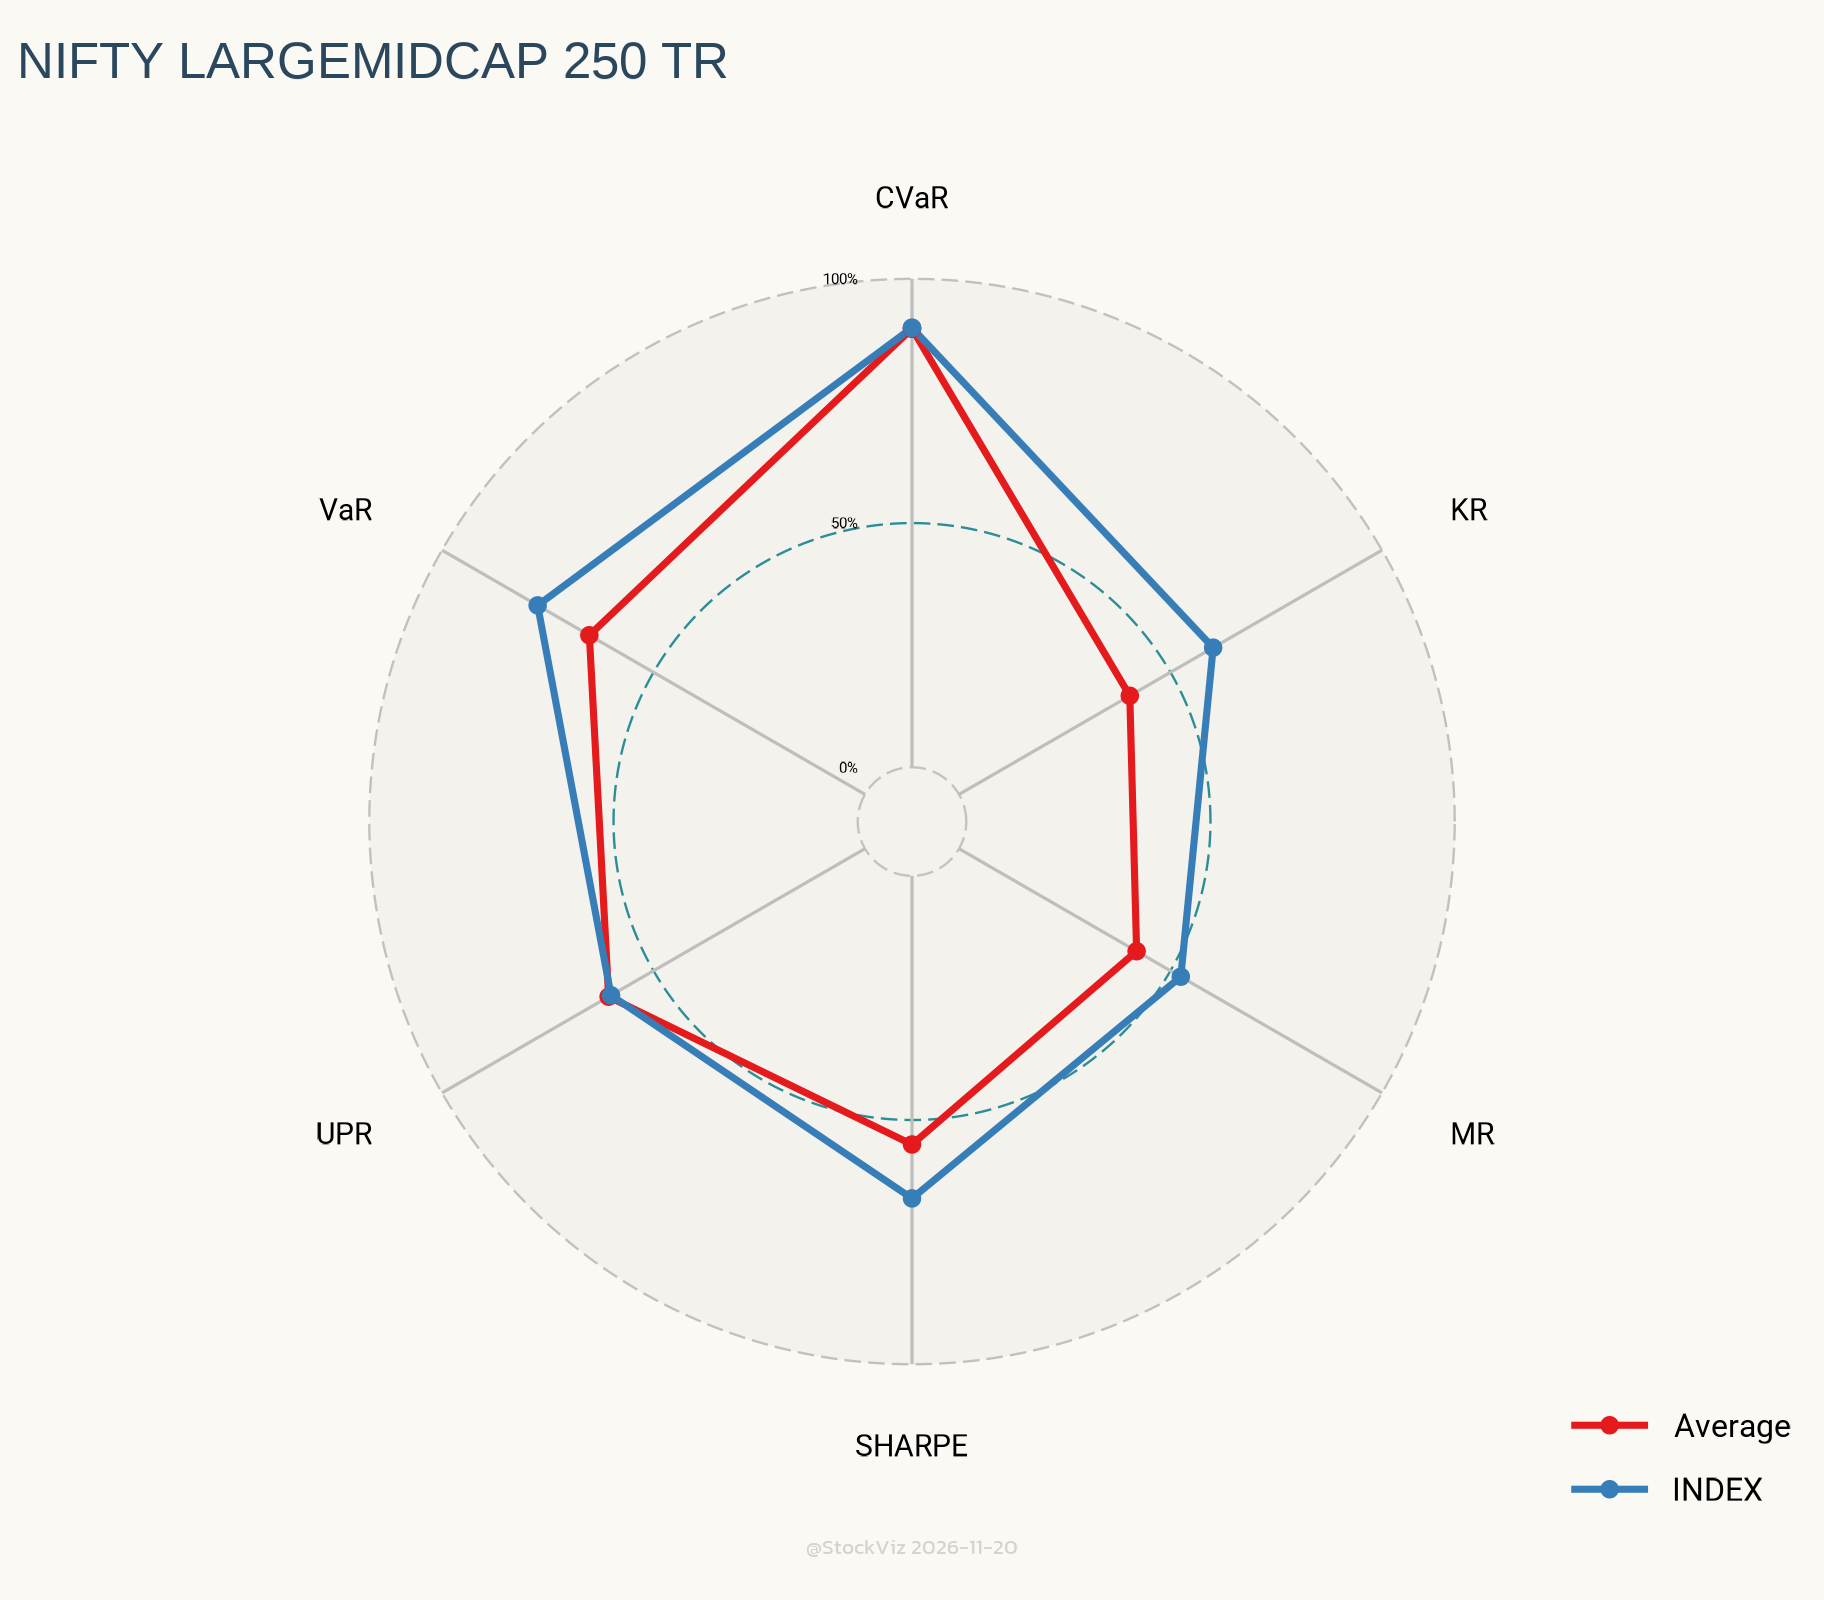 NIFTY LARGEMIDCAP 250 TR
CVaR
100%
VaR
KR
50%
0%
UPR
MR
SHARPE
Average
INDEX
@StockViz 2026-11-20